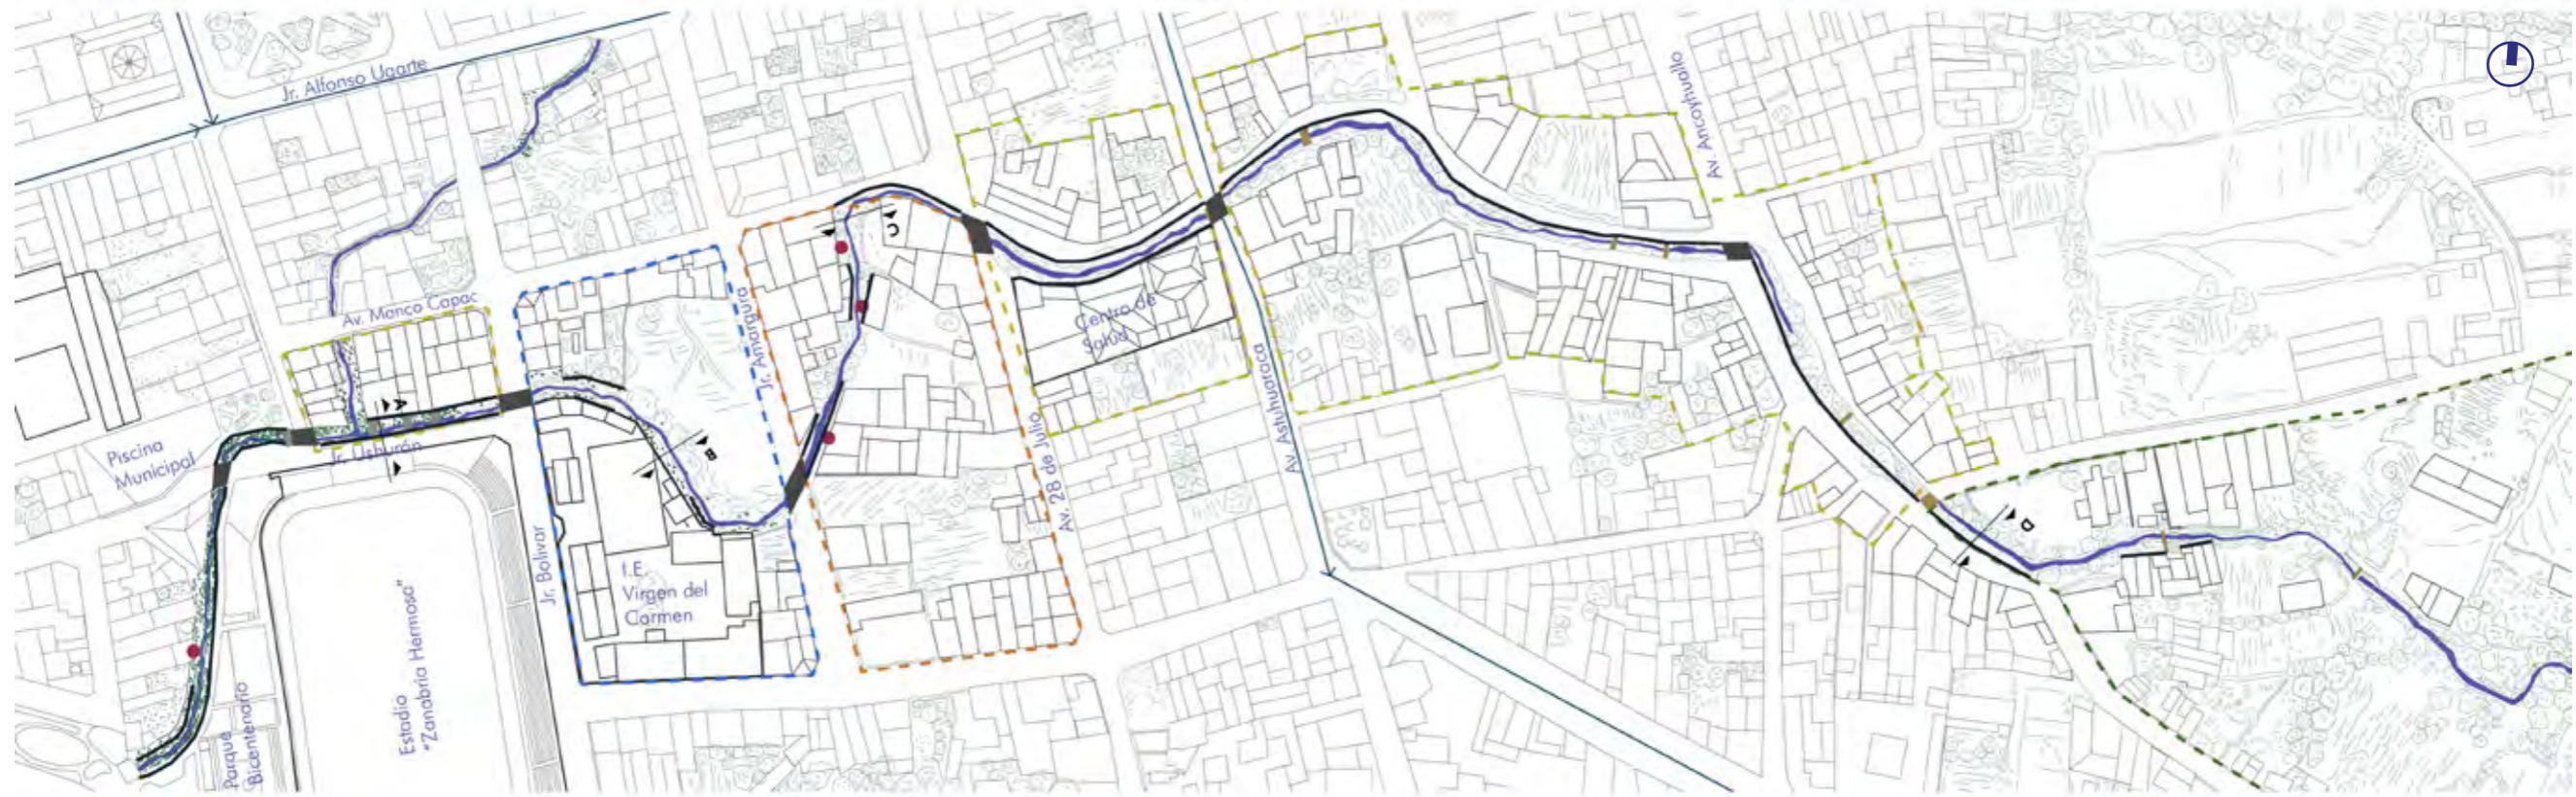 Jr. Alfonso Ugarte
Av. Ancoyhuallo
Av. Manco Capac
Jr. Amargura
C
Centro de
Salud
A
Jr. Ushurán
Piscina
Municipal
B
Av. 28 de Julio
Av. Astuhuaraca
D
Jr. Bolivar
I.E.
Virgen del
Carmen
Estadio
"Zanabria Hermosa"
Parque
Bicentenario